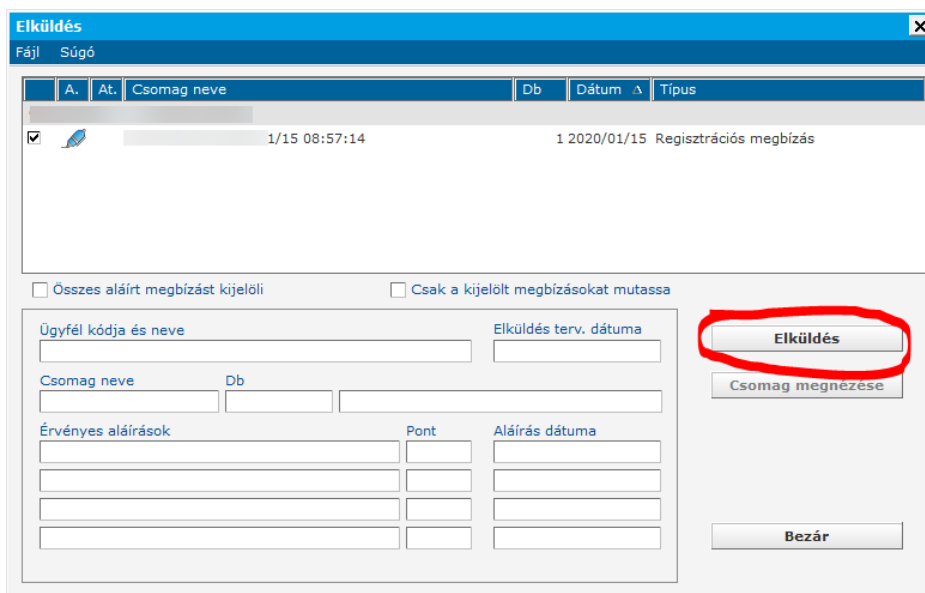 Elküldés
Fájl Súgó
A. At. Csomag neve Db Dátum Δ Típus
1/15 08:57:14 1 2020/01/15 Regisztrációs megbízás
Összes aláírt megbízást kijelöli Csak a kijelölt megbízásokat mutassa
Ügyfél kódja és neve Elküldés terv. dátuma
Elküldés
Csomag neve Db
Csomag megnézése
Érvényes aláírások Pont Aláírás dátuma
Bezár